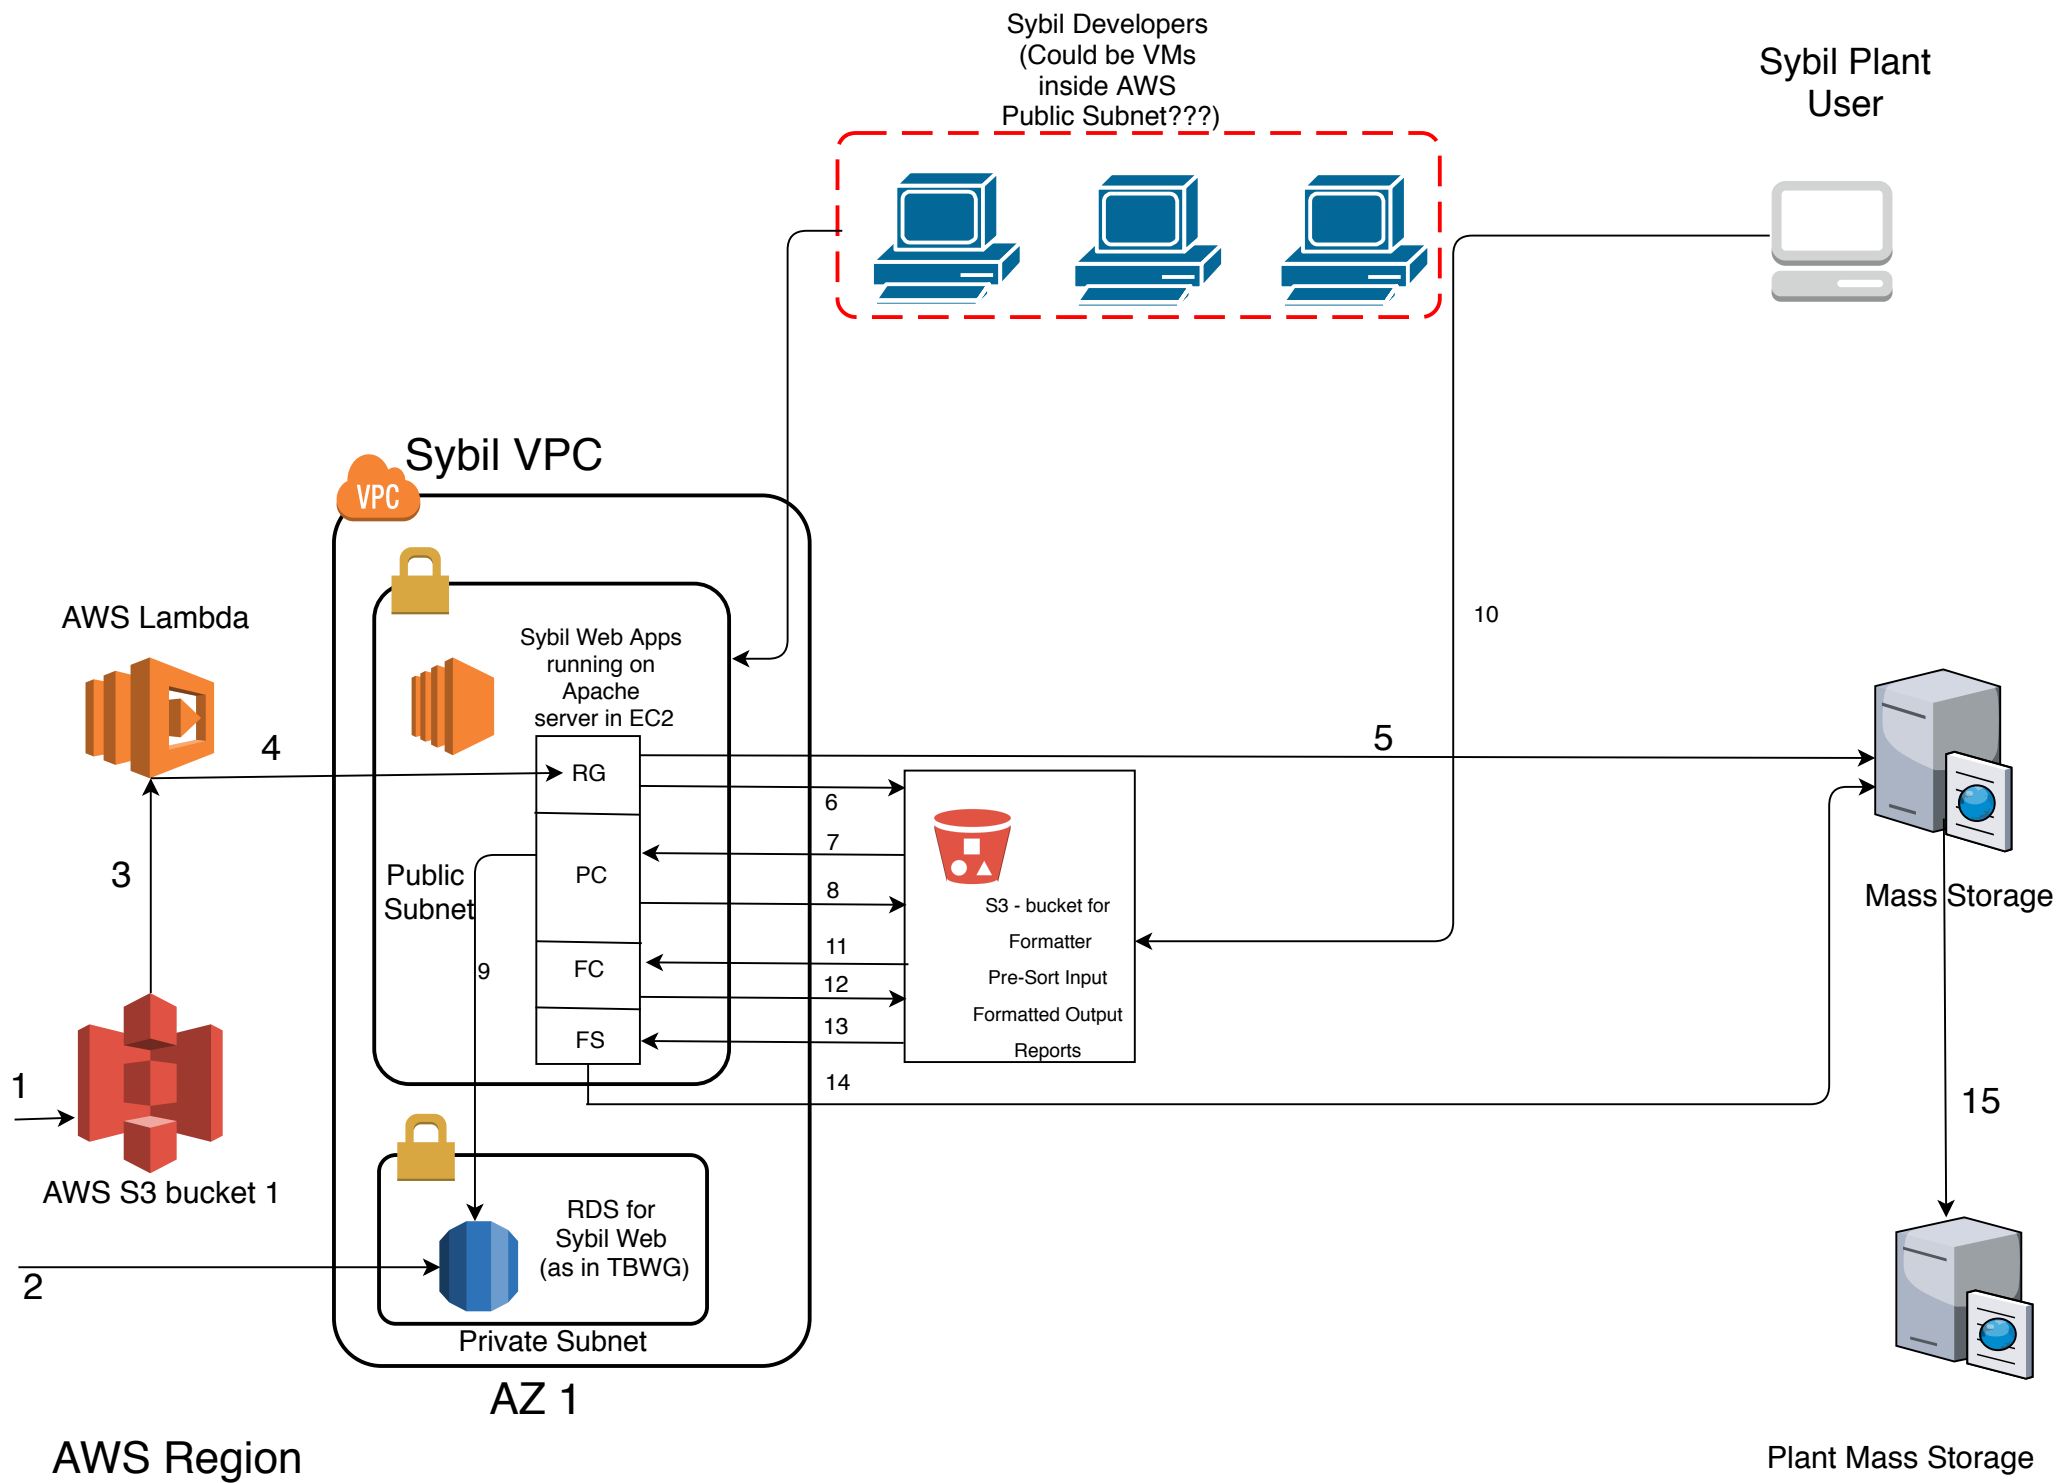 Sybil Developers
(Could be VMs
inside AWS
Public Subnet???)
Sybil Plant
User
Sybil VPC
VPC
AWS Lambda
Sybil Web Apps
running on
Apache
server in EC2
10
4
5
RG
6
7
3
Public
Subnet
PC
8
S3 - bucket for
Formatter
Pre-Sort Input
Formatted Output
Reports
Mass Storage
9
FC
11
12
FS
13
14
1
15
AWS S3 bucket 1
RDS for
Sybil Web
(as in TBWG)
2
Private Subnet
AZ 1
AWS Region
Plant Mass Storage